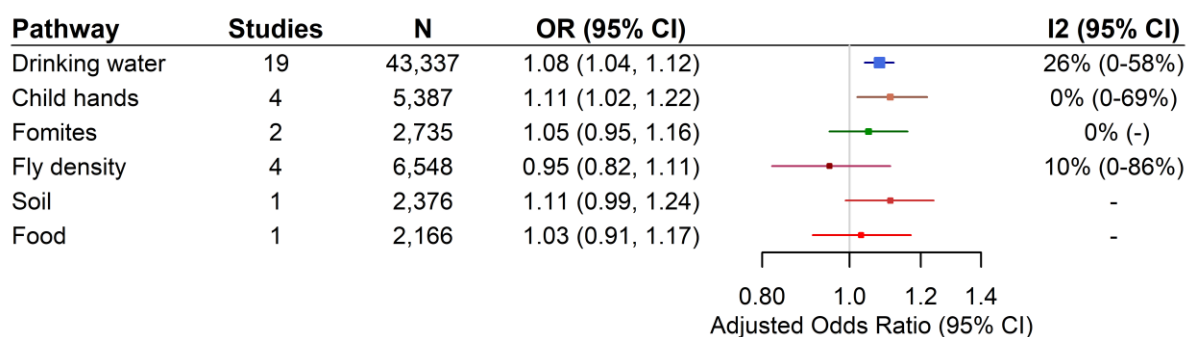 Pathway Studies N OR (95% CI) I2 (95% CI)
Drinking water 19 43,337 1.08 (1.04, 1.12) 26% (0-58%)
Child hands 4 5,387 1.11 (1.02, 1.22) 0% (0-69%)
Fomites 2 2,735 1.05 (0.95, 1.16) 0% (-)
Fly density 4 6,548 0.95 (0.82, 1.11) 10% (0-86%)
Soil 1 2,376 1.11 (0.99, 1.24) -
Food 1 2,166 1.03 (0.91, 1.17) -
0.80 1.0 1.2 1.4
Adjusted Odds Ratio (95% CI)